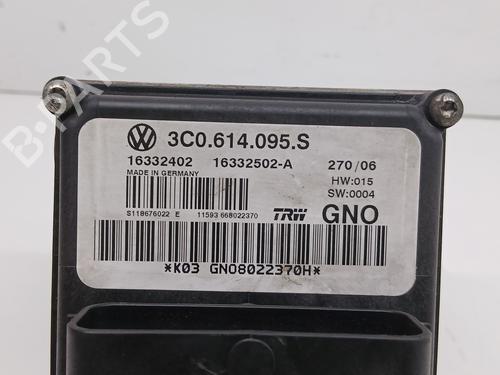 B-PARTS
3C0.614.095.S
16332402 16332502-A 270/06
MADE IN GERMANY HW:015
SW:0004
S118676022 E 11593 668022370 TRW GNO
*K03 GNO8022370H*